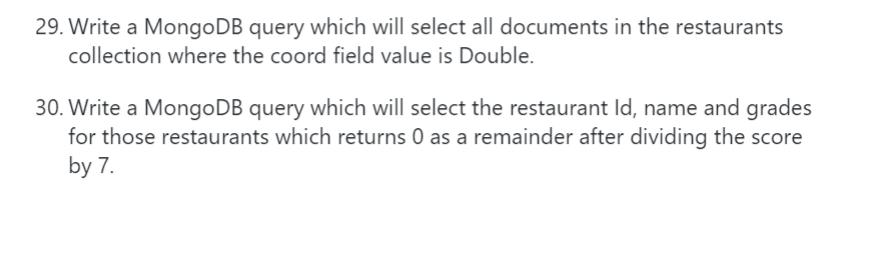 29. Write a MongoDB query which will select all documents in the restaurants
collection where the coord field value is Double.
30. Write a MongoDB query which will select the restaurant Id, name and grades
for those restaurants which returns 0 as a remainder after dividing the score
by 7.